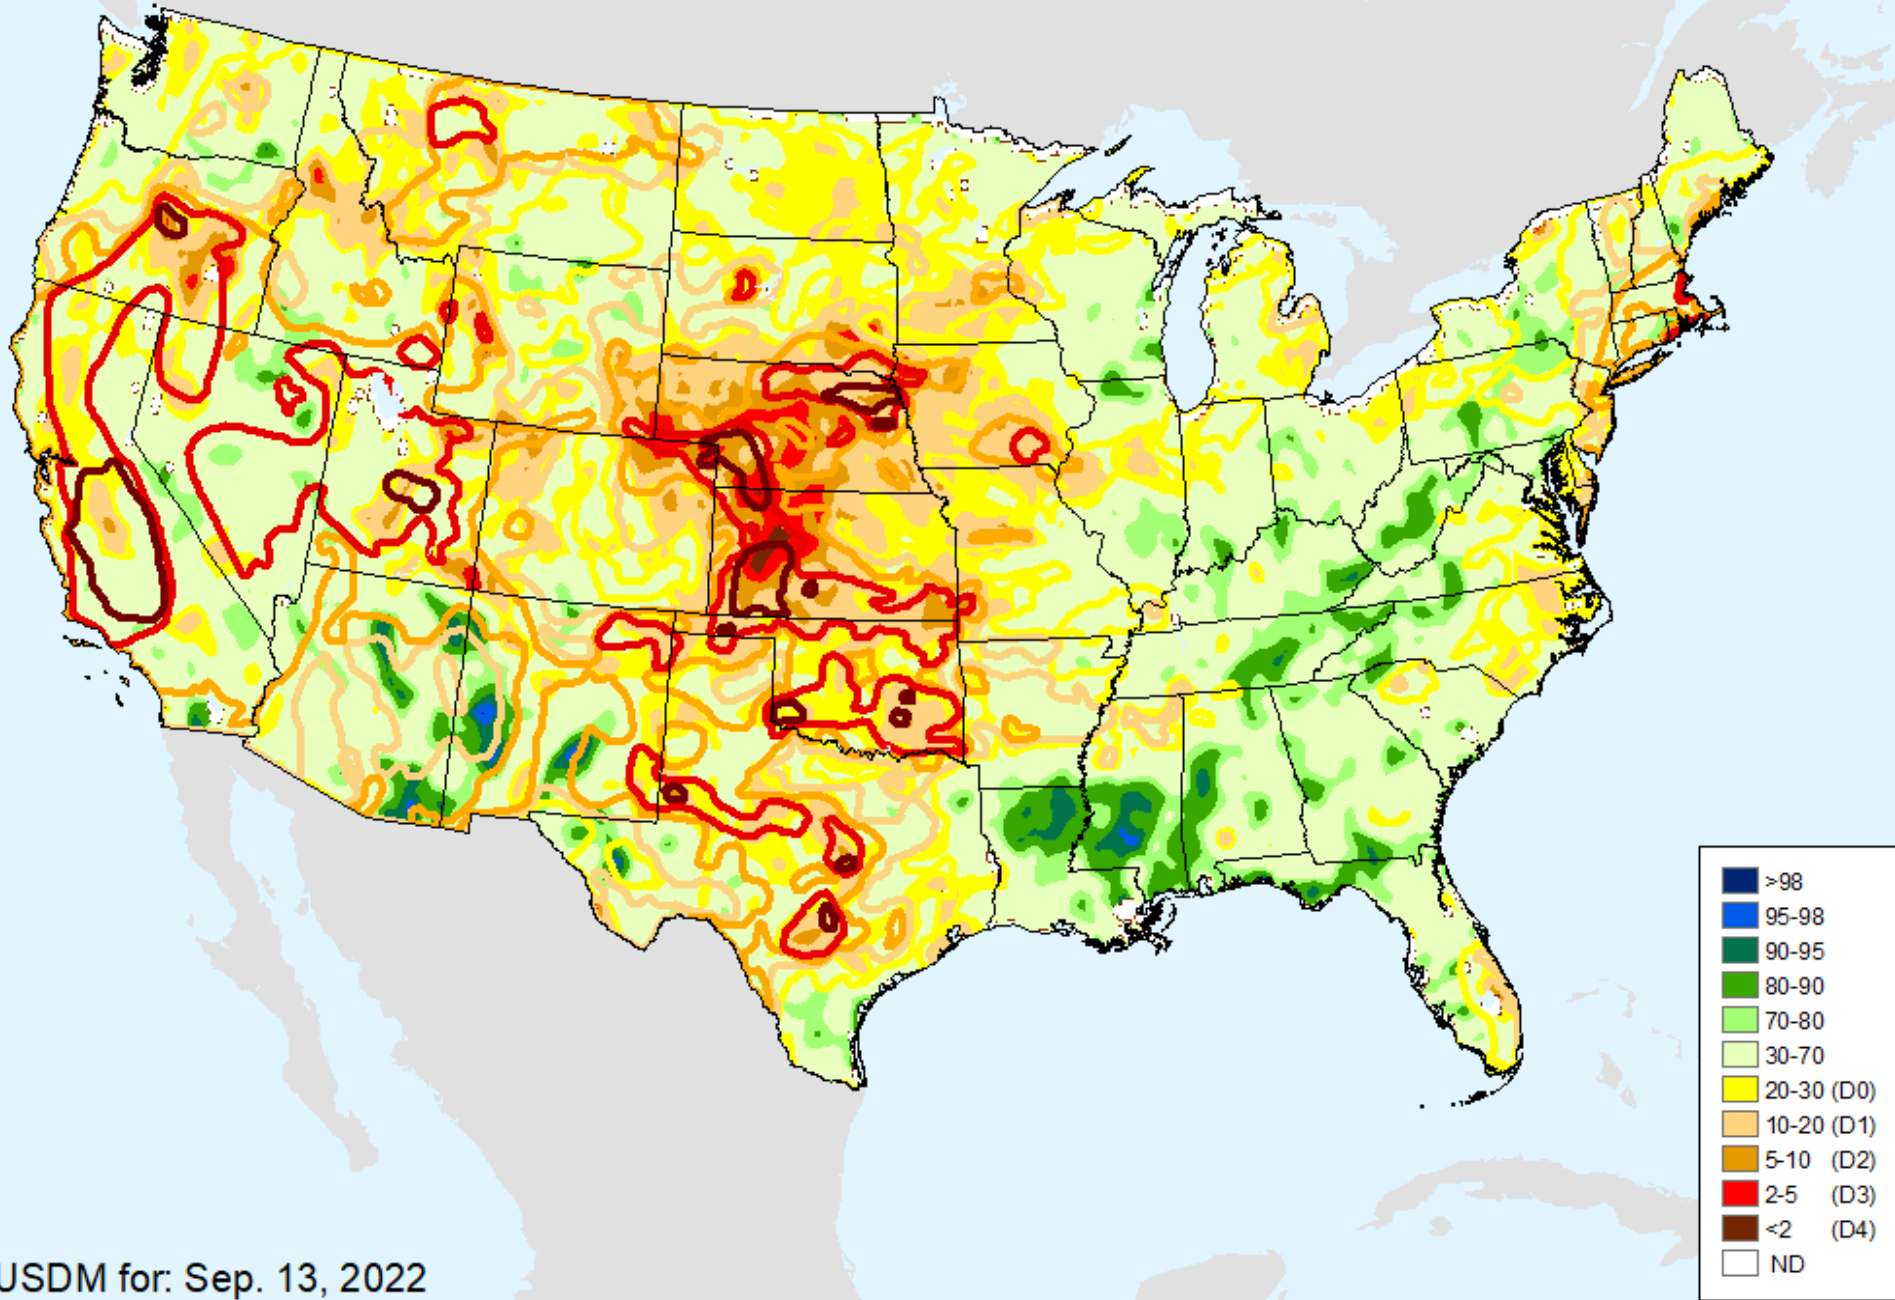 >98
95-98
90-95
80-90
70-80
30-70
20-30 (D0)
10-20 (D1)
5-10 (D2)
2-5 (D3)
<2 (D4)
ND
USDM for: Sep. 13, 2022